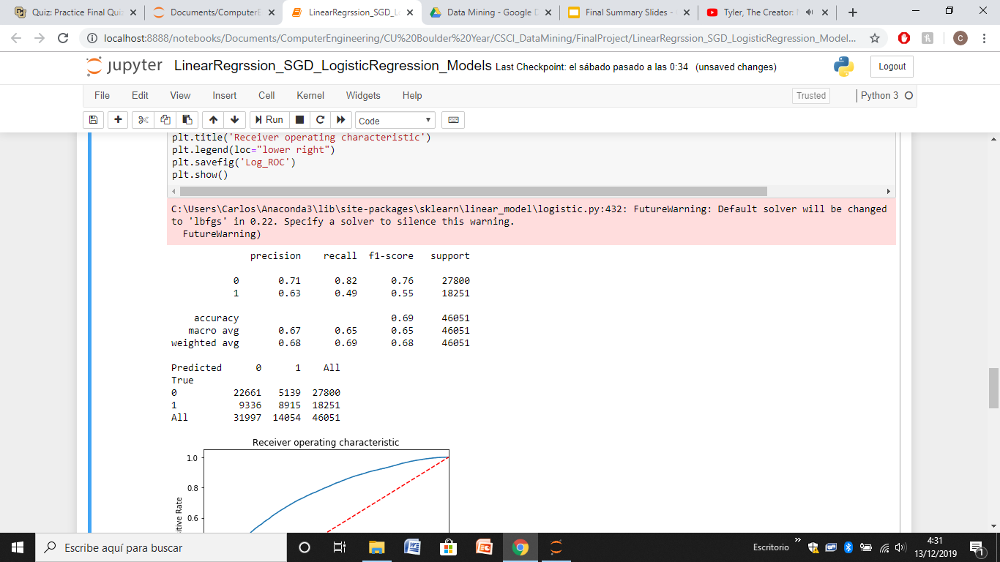 Quiz: Practice Final Quiz
Documents/ComputerE
LinearRegrssion_SGD_L
Data Mining - Google D
Final Summary Slides -
Tyler, The Creator:
localhost:8888/notebooks/Documents/ComputerEngineering/CU%20Boulder%20Year/CSCI_DataMining/FinalProject/LinearRegrssion_SGD_LogisticRegression_Model...
C
jupyter LinearRegrssion_SGD_LogisticRegression_Models Last Checkpoint: el sábado pasado a las 0:34 (unsaved changes)
Logout
File Edit View Insert Cell Kernel Widgets Help
Trusted
Python 3
Run
Code
plt.title('Receiver operating characteristic')
plt.legend(loc="lower right")
plt.savefig('Log_ROC')
plt.show()
C:\Users\Carlos\Anaconda3\lib\site-packages\sklearn\linear_model\logistic.py:432: FutureWarning: Default solver will be changed
to 'lbfgs' in 0.22. Specify a solver to silence this warning.
FutureWarning)
precision recall f1-score support
0 0.71 0.82 0.76 27800
1 0.63 0.49 0.55 18251
accuracy 0.69 46051
macro avg 0.67 0.65 0.65 46051
weighted avg 0.68 0.69 0.68 46051
Predicted 0 1 All
True
0 22661 5139 27800
1 9336 8915 18251
All 31997 14054 46051
Receiver operating characteristic
1.0
0.8
0.6
Escribe aquí para buscar
Escritorio
4:31
13/12/2019
1